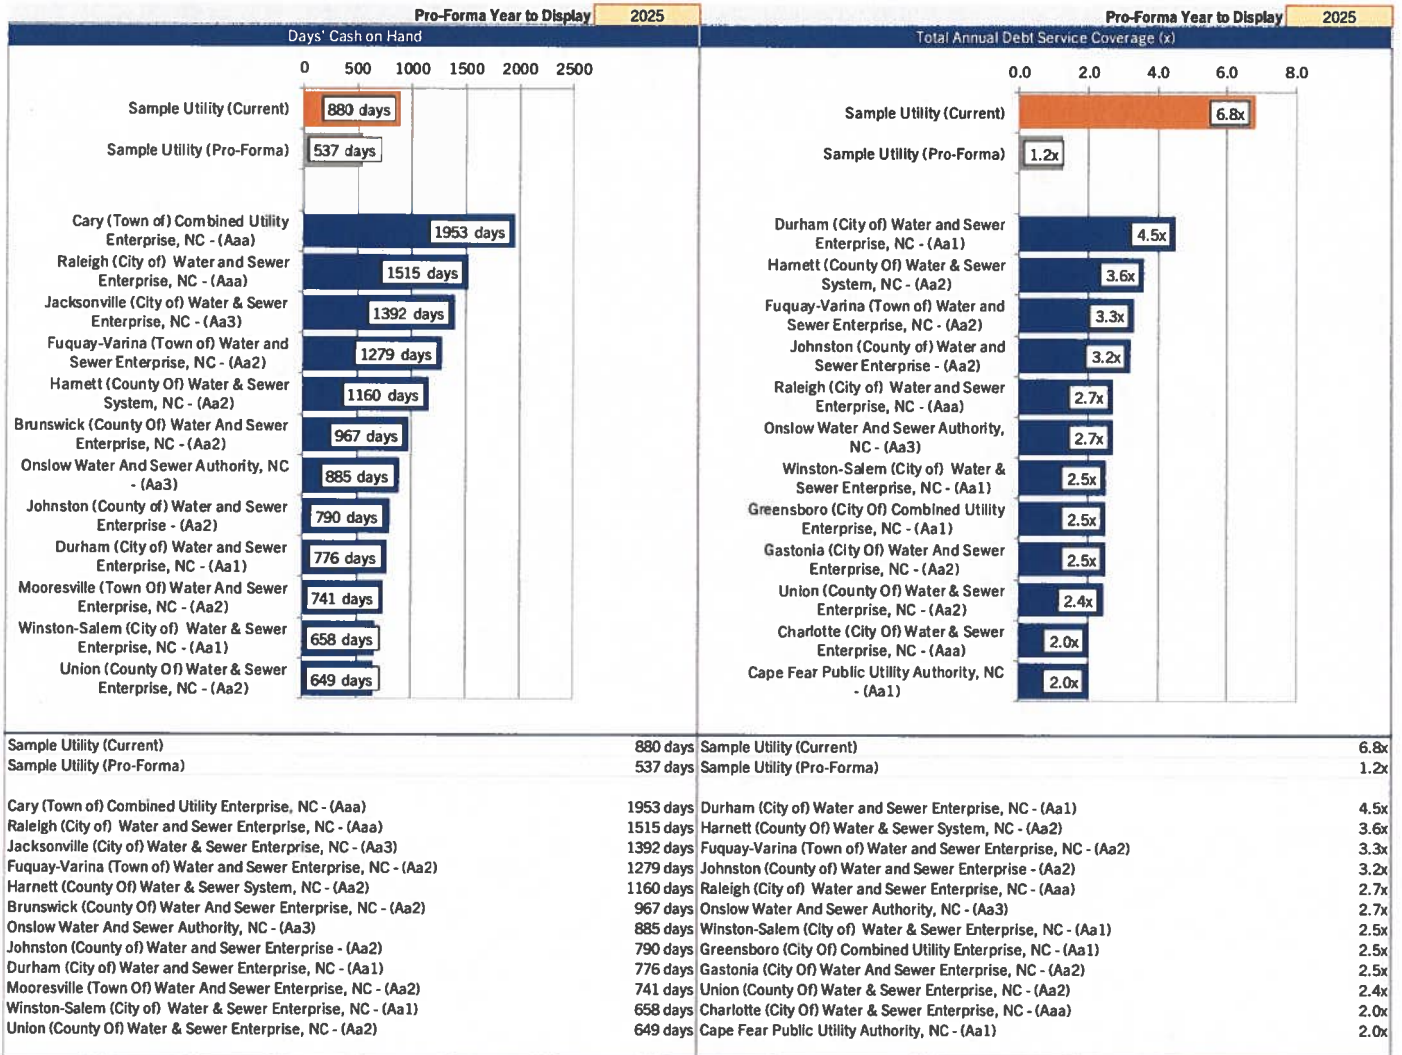 Pro-Forma Year to Display 2025
Days' Cash on Hand
0 500 1000 1500 2000 2500
Sample Utility (Current)
880 days
Sample Utility (Pro-Forma)
537 days
Cary (Town of) Combined Utility
Enterprise, NC - (Aaa)
1953 days
Raleigh (City of) Water and Sewer
Enterprise, NC - (Aaa)
1515 days
Jacksonville (City of) Water & Sewer
Enterprise, NC - (Aa3)
1392 days
Fuquay-Varina (Town of) Water and
Sewer Enterprise, NC - (Aa2)
1279 days
Harnett (County Of) Water & Sewer
System, NC - (Aa2)
1160 days
Brunswick (County Of) Water And Sewer
Enterprise, NC - (Aa2)
967 days
Onslow Water And Sewer Authority, NC
- (Aa3)
885 days
Johnston (County of) Water and Sewer
Enterprise - (Aa2)
790 days
Durham (City of) Water and Sewer
Enterprise, NC - (Aa1)
776 days
Mooresville (Town Of) Water And Sewer
Enterprise, NC - (Aa2)
741 days
Winston-Salem (City of) Water & Sewer
Enterprise, NC - (Aa1)
658 days
Union (County Of) Water & Sewer
Enterprise, NC - (Aa2)
649 days
Pro-Forma Year to Display 2025
Total Annual Debt Service Coverage (x)
0.0 2.0 4.0 6.0 8.0
Sample Utility (Current)
6.8x
Sample Utility (Pro-Forma)
1.2x
Durham (City of) Water and Sewer
Enterprise, NC - (Aa1)
4.5x
Harnett (County Of) Water & Sewer
System, NC - (Aa2)
3.6x
Fuquay-Varina (Town of) Water and
Sewer Enterprise, NC - (Aa2)
3.3x
Johnston (County of) Water and
Sewer Enterprise - (Aa2)
3.2x
Raleigh (City of) Water and Sewer
Enterprise, NC - (Aaa)
2.7x
Onslow Water And Sewer Authority,
NC - (Aa3)
2.7x
Winston-Salem (City of) Water &
Sewer Enterprise, NC - (Aa1)
2.5x
Greensboro (City Of) Combined Utility
Enterprise, NC - (Aa1)
2.5x
Gastonia (City Of) Water And Sewer
Enterprise, NC - (Aa2)
2.5x
Union (County Of) Water & Sewer
Enterprise, NC - (Aa2)
2.4x
Charlotte (City Of) Water & Sewer
Enterprise, NC - (Aaa)
2.0x
Cape Fear Public Utility Authority, NC
- (Aa1)
2.0x
Sample Utility (Current) 880 days
Sample Utility (Pro-Forma) 537 days
Cary (Town of) Combined Utility Enterprise, NC - (Aaa) 1953 days
Raleigh (City of) Water and Sewer Enterprise, NC - (Aaa) 1515 days
Jacksonville (City of) Water & Sewer Enterprise, NC - (Aa3) 1392 days
Fuquay-Varina (Town of) Water and Sewer Enterprise, NC - (Aa2) 1279 days
Harnett (County Of) Water & Sewer System, NC - (Aa2) 1160 days
Brunswick (County Of) Water And Sewer Enterprise, NC - (Aa2) 967 days
Onslow Water And Sewer Authority, NC - (Aa3) 885 days
Johnston (County of) Water and Sewer Enterprise - (Aa2) 790 days
Durham (City of) Water and Sewer Enterprise, NC - (Aa1) 776 days
Mooresville (Town Of) Water And Sewer Enterprise, NC - (Aa2) 741 days
Winston-Salem (City of) Water & Sewer Enterprise, NC - (Aa1) 658 days
Union (County Of) Water & Sewer Enterprise, NC - (Aa2) 649 days
Sample Utility (Current) 6.8x
Sample Utility (Pro-Forma) 1.2x
Durham (City of) Water and Sewer Enterprise, NC - (Aa1) 4.5x
Harnett (County Of) Water & Sewer System, NC - (Aa2) 3.6x
Fuquay-Varina (Town of) Water and Sewer Enterprise, NC - (Aa2) 3.3x
Johnston (County of) Water and Sewer Enterprise - (Aa2) 3.2x
Raleigh (City of) Water and Sewer Enterprise, NC - (Aaa) 2.7x
Onslow Water And Sewer Authority, NC - (Aa3) 2.7x
Winston-Salem (City of) Water & Sewer Enterprise, NC - (Aa1) 2.5x
Greensboro (City Of) Combined Utility Enterprise, NC - (Aa1) 2.5x
Gastonia (City Of) Water And Sewer Enterprise, NC - (Aa2) 2.5x
Union (County Of) Water & Sewer Enterprise, NC - (Aa2) 2.4x
Charlotte (City Of) Water & Sewer Enterprise, NC - (Aaa) 2.0x
Cape Fear Public Utility Authority, NC - (Aa1) 2.0x